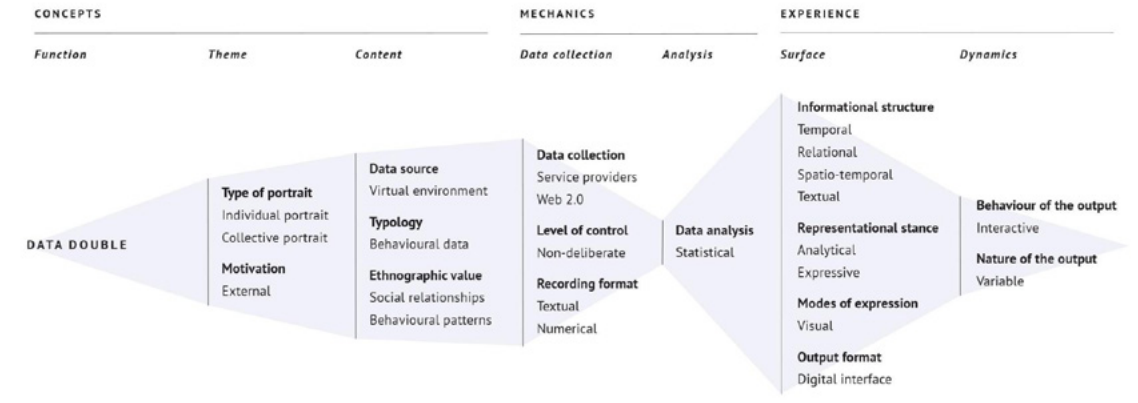 CONCEPTS
MECHANICS
EXPERIENCE
Function
Theme
Content
Data collection
Analysis
Surface
Dynamics
DATA DOUBLE
Type of portrait
Individual portrait
Collective portrait
Motivation
External
Data source
Virtual environment
Typology
Behavioural data
Ethnographic value
Social relationships
Behavioural patterns
Data collection
Service providers
Web 2.0
Level of control
Non-deliberate
Recording format
Textual
Numerical
Data analysis
Statistical
Informational structure
Temporal
Relational
Spatio-temporal
Textual
Representational stance
Analytical
Expressive
Modes of expression
Visual
Output format
Digital interface
Behaviour of the output
Interactive
Nature of the output
Variable